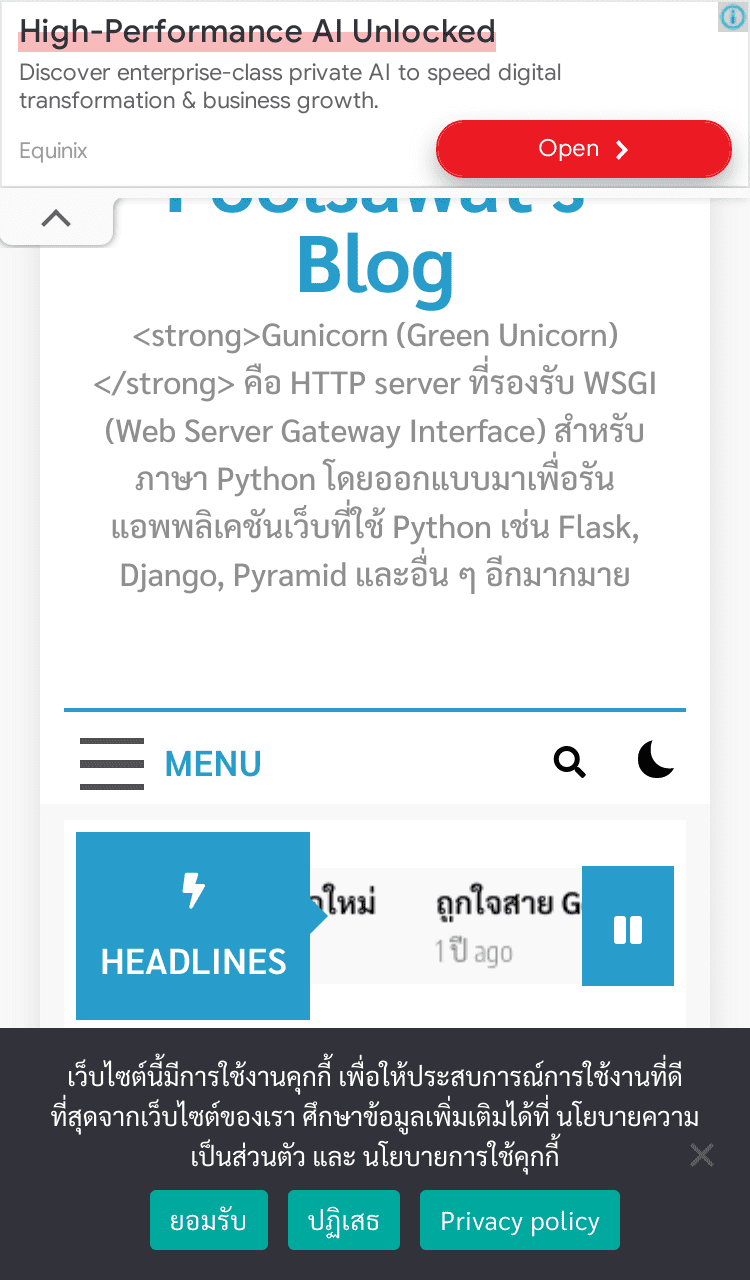 High-Performance AI Unlocked
Discover enterprise-class private AI to speed digital
transformation & business growth.
Equinix
Open
Blog
<strong>Gunicorn (Green Unicorn)
</strong> คือ HTTP server ที่รองรับ WSGI
(Web Server Gateway Interface) สำหรับ
ภาษา Python โดยออกแบบมาเพื่อรัน
แอพพลิเคชันเว็บที่ใช้ Python เช่น Flask,
Django, Pyramid และอื่น ๆ อีกมากมาย
MENU
HEADLINES
ถูกใจสาย G
1 ปี ago
เว็บไซต์นี้มีการใช้งานคุกกี้ เพื่อให้ประสบการณ์การใช้งานที่ดี
ที่สุดจากเว็บไซต์ของเรา ศึกษาข้อมูลเพิ่มเติมได้ที่ นโยบายความ
เป็นส่วนตัว และ นโยบายการใช้คุกกี้
ยอมรับ
ปฏิเสธ
Privacy policy